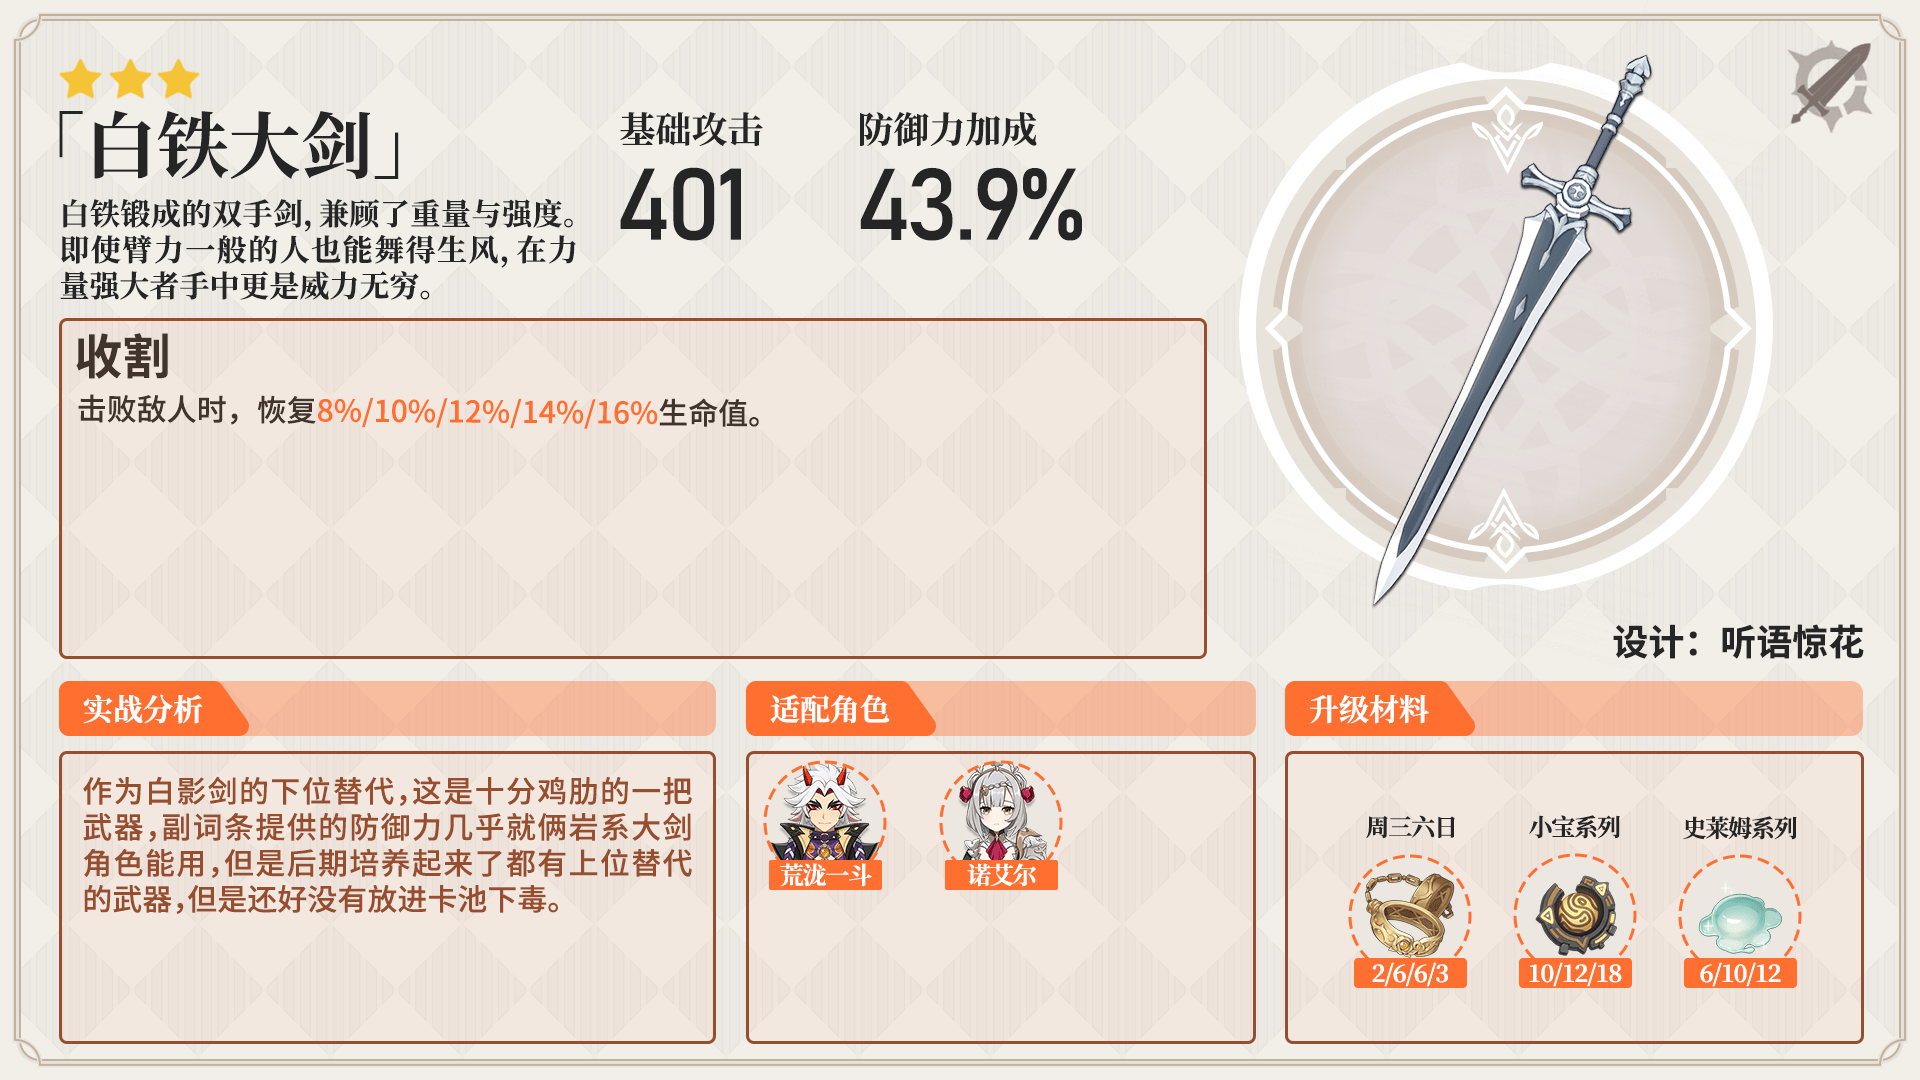 「白铁大剑」
白铁锻成的双手剑，兼顾了重量与强度。
即使臂力一般的人也能舞得生风，在力
量强大者手中更是威力无穷。
基础攻击
401
防御力加成
43.9%
收割
击败敌人时，恢复8%/10%/12%/14%/16%生命值。
设计：听语惊花
实战分析
作为白影剑的下位替代，这是十分鸡肋的一把
武器，副词条提供的防御力几乎就俩岩系大剑
角色能用，但是后期培养起来了都有上位替代
的武器，但是还好没有放进卡池下毒。
适配角色
荒泷一斗
诺艾尔
升级材料
周三六日
小宝系列
史莱姆系列
2/6/6/3
10/12/18
6/10/12